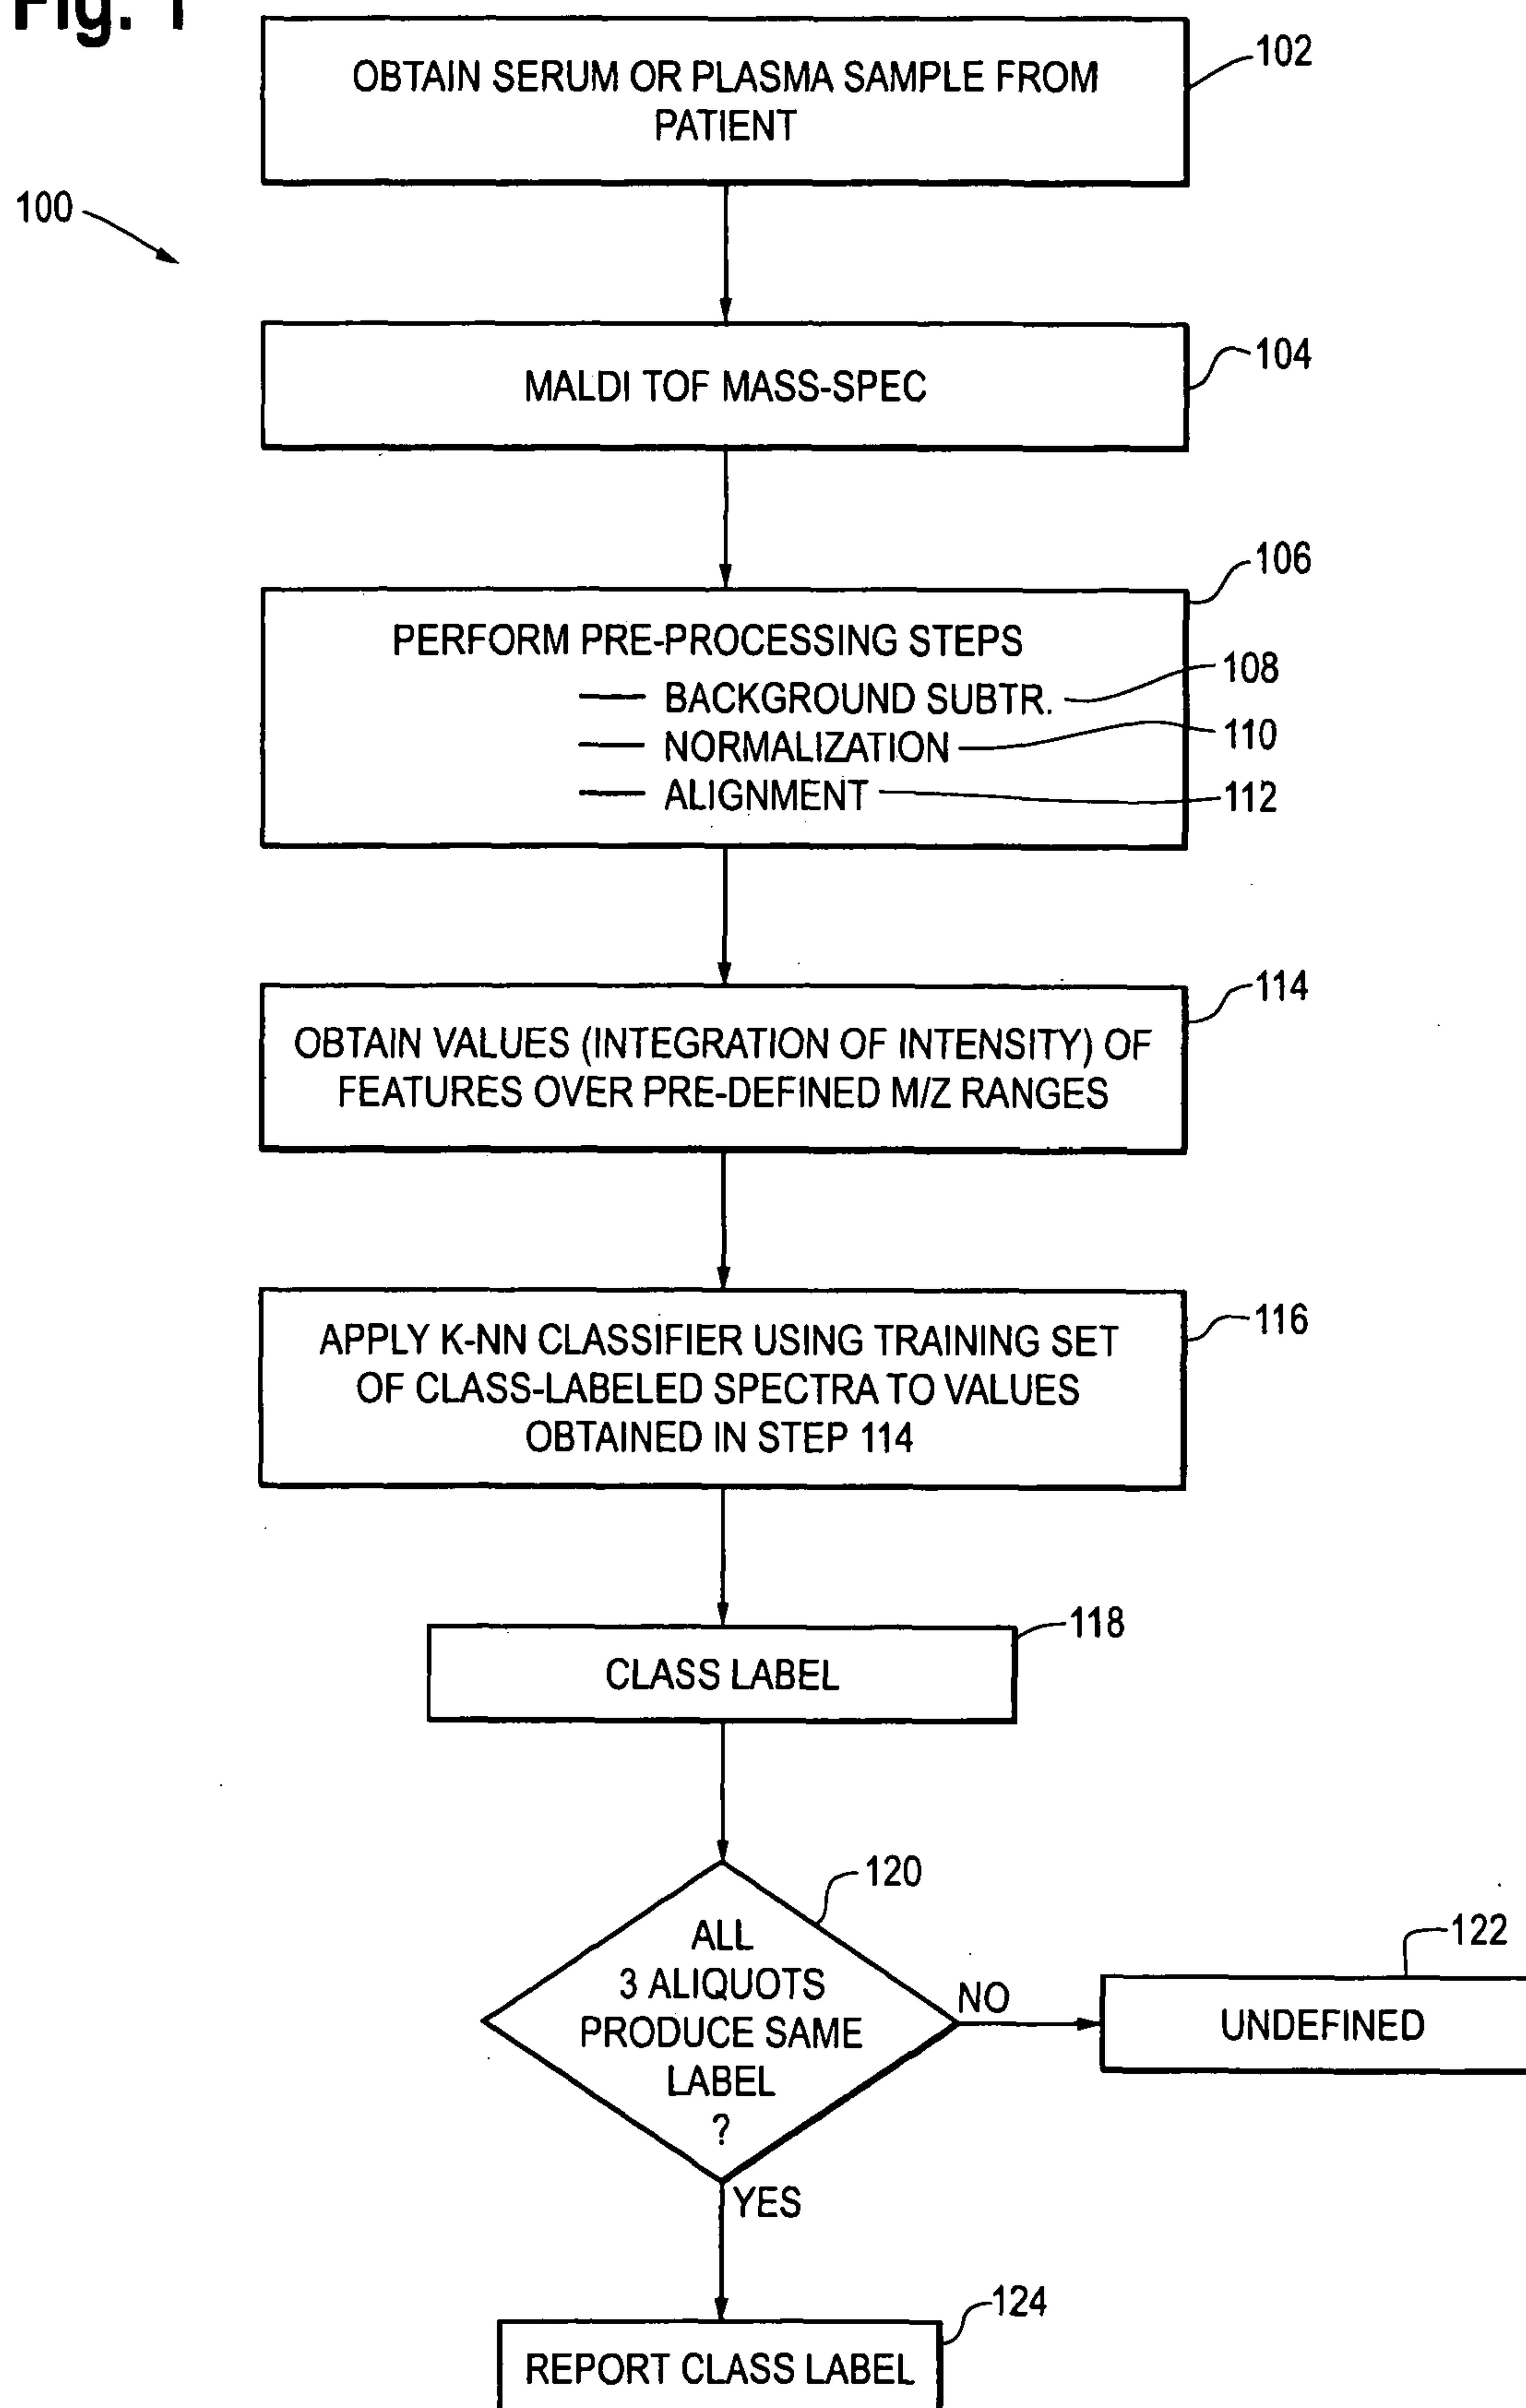 Fig. 1
OBTAIN SERUM OR PLASMA SAMPLE FROM
PATIENT
102
100
MALDI TOF MASS-SPEC
104
106
PERFORM PRE-PROCESSING STEPS
— BACKGROUND SUBTR.
108
— NORMALIZATION
110
— ALIGNMENT
112
114
OBTAIN VALUES (INTEGRATION OF INTENSITY) OF
FEATURES OVER PRE-DEFINED M/Z RANGES
116
APPLY K-NN CLASSIFIER USING TRAINING SET
OF CLASS-LABELED SPECTRA TO VALUES
OBTAINED IN STEP 114
118
CLASS LABEL
120
ALL
3 ALIQUOTS
PRODUCE SAME
LABEL
?
NO
122
UNDEFINED
YES
124
REPORT CLASS LABEL